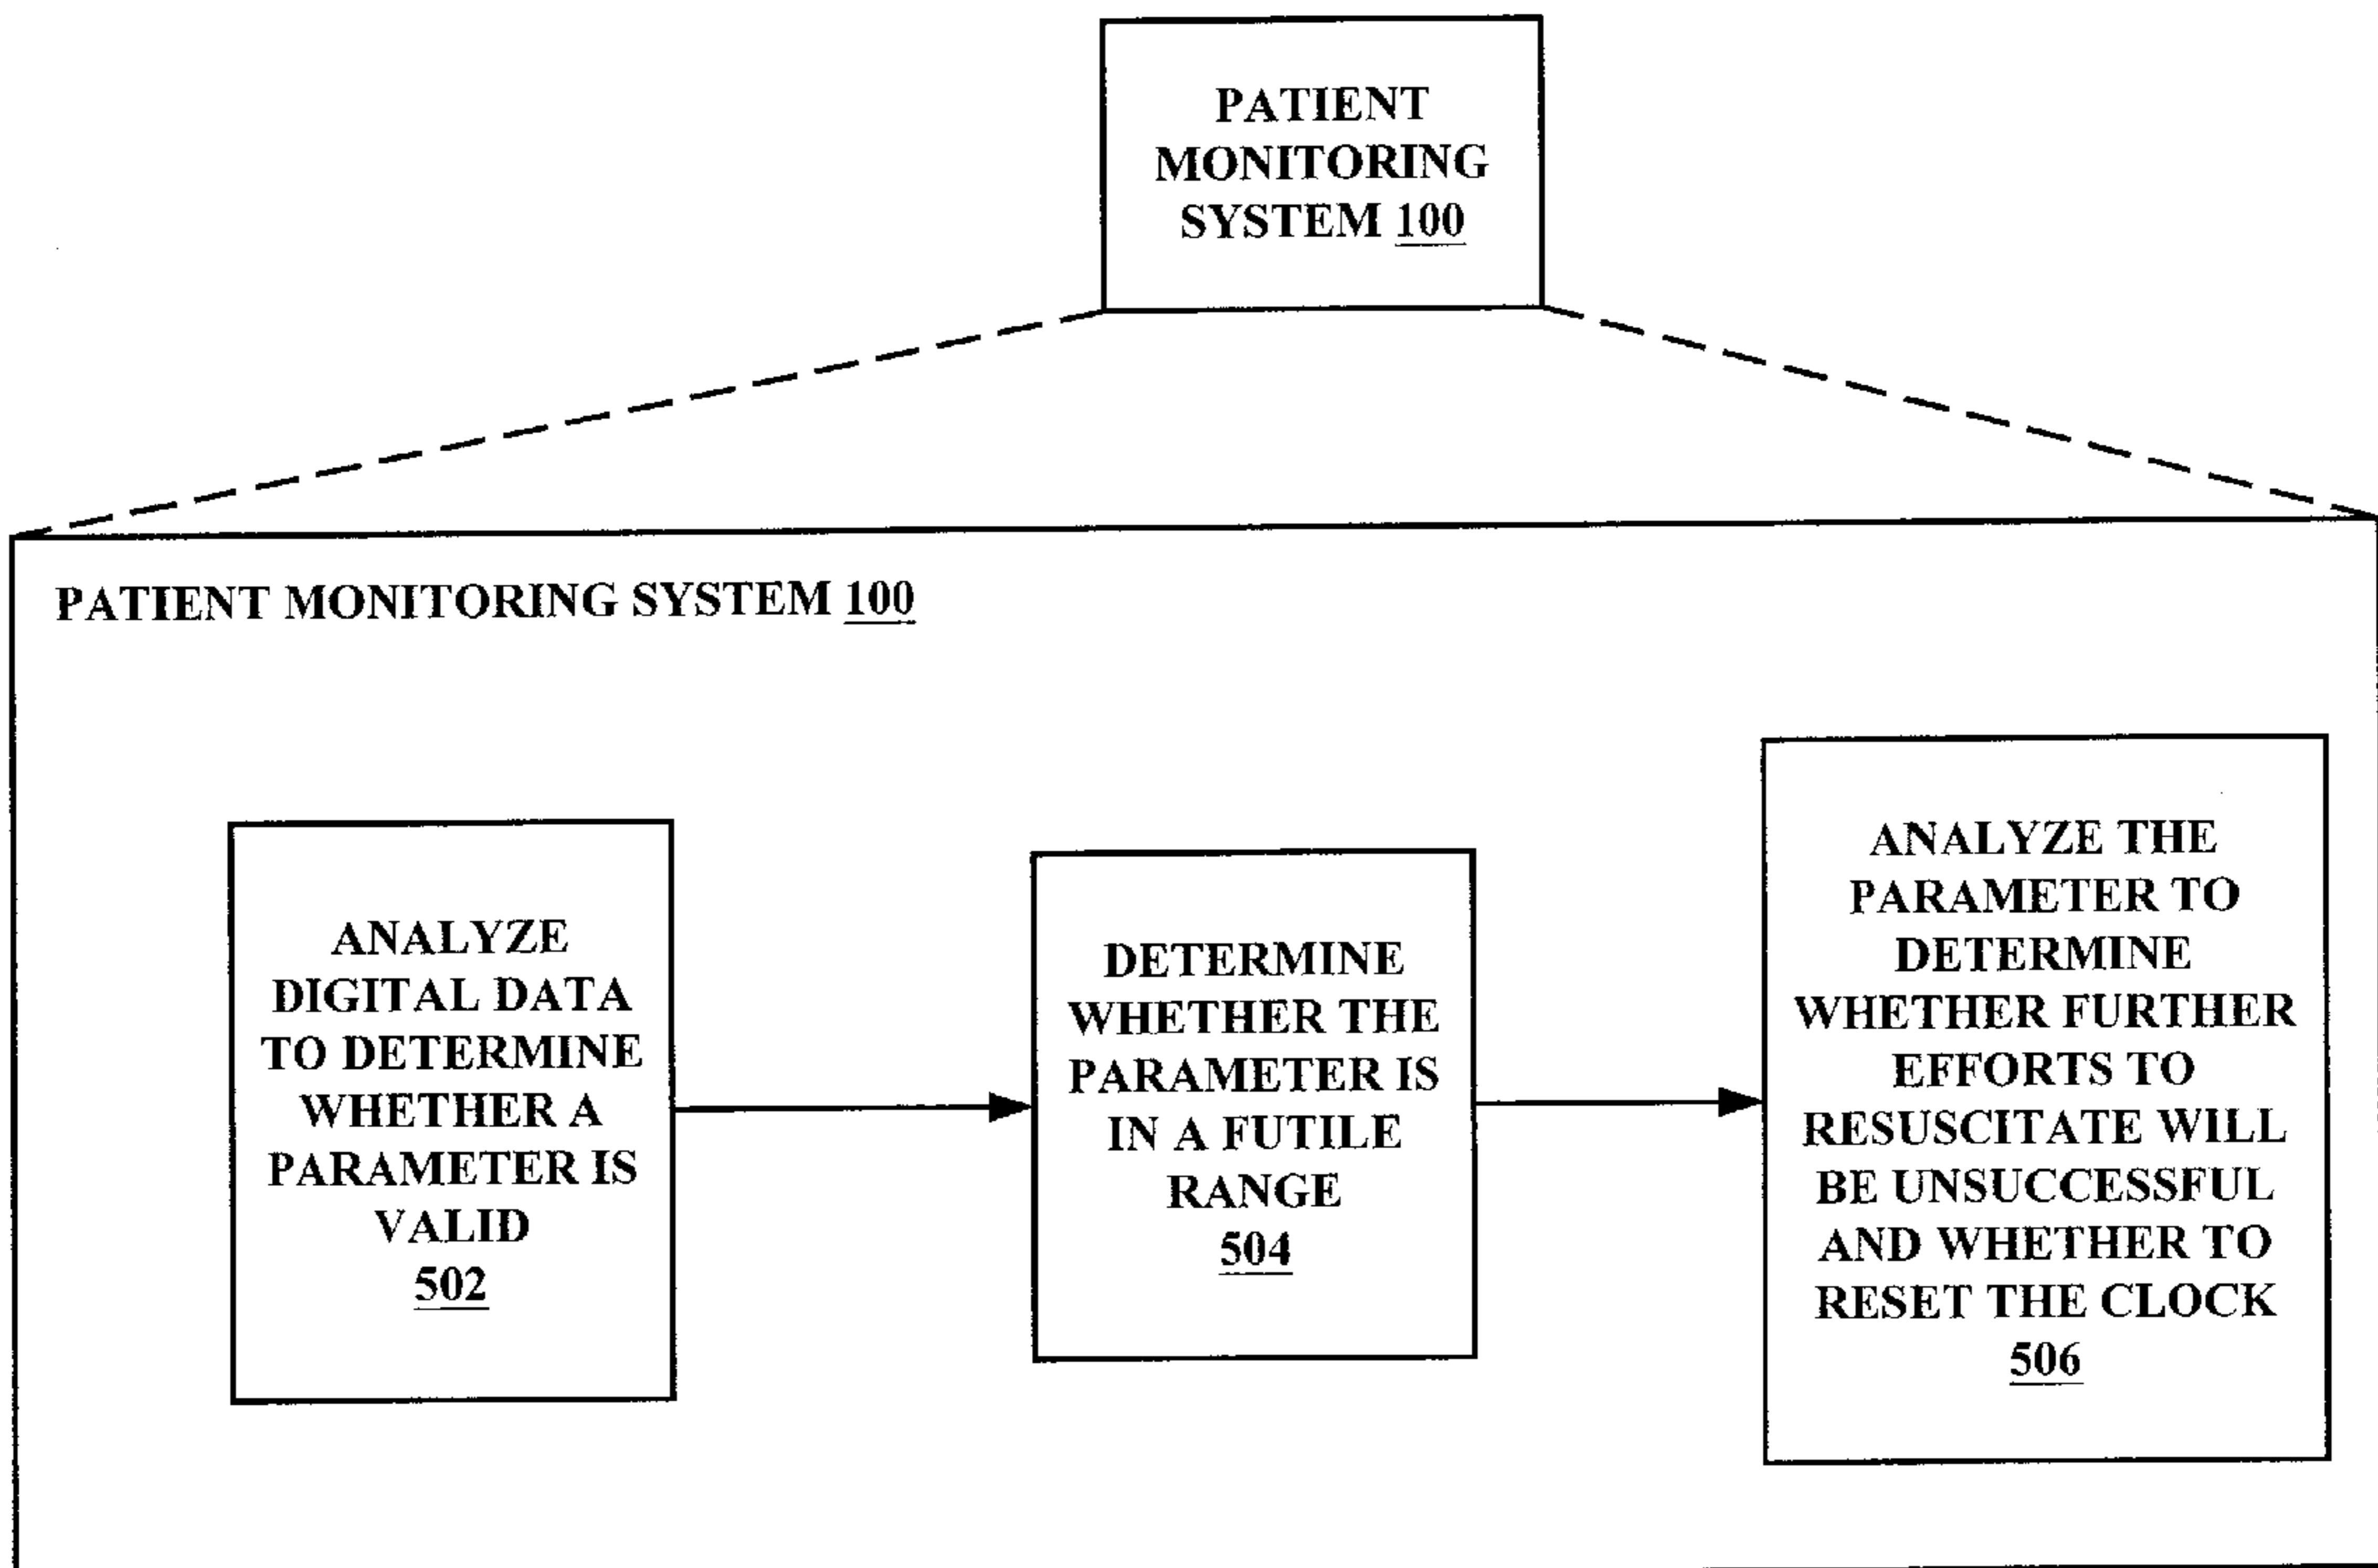 PATIENT
MONITORING
SYSTEM 100
PATIENT MONITORING SYSTEM 100
ANALYZE
DIGITAL DATA
TO DETERMINE
WHETHER A
PARAMETER IS
VALID
502
DETERMINE
WHETHER THE
PARAMETER IS
IN A FUTILE
RANGE
504
ANALYZE THE
PARAMETER TO
DETERMINE
WHETHER FURTHER
EFFORTS TO
RESUSCITATE WILL
BE UNSUCCESSFUL
AND WHETHER TO
RESET THE CLOCK
506